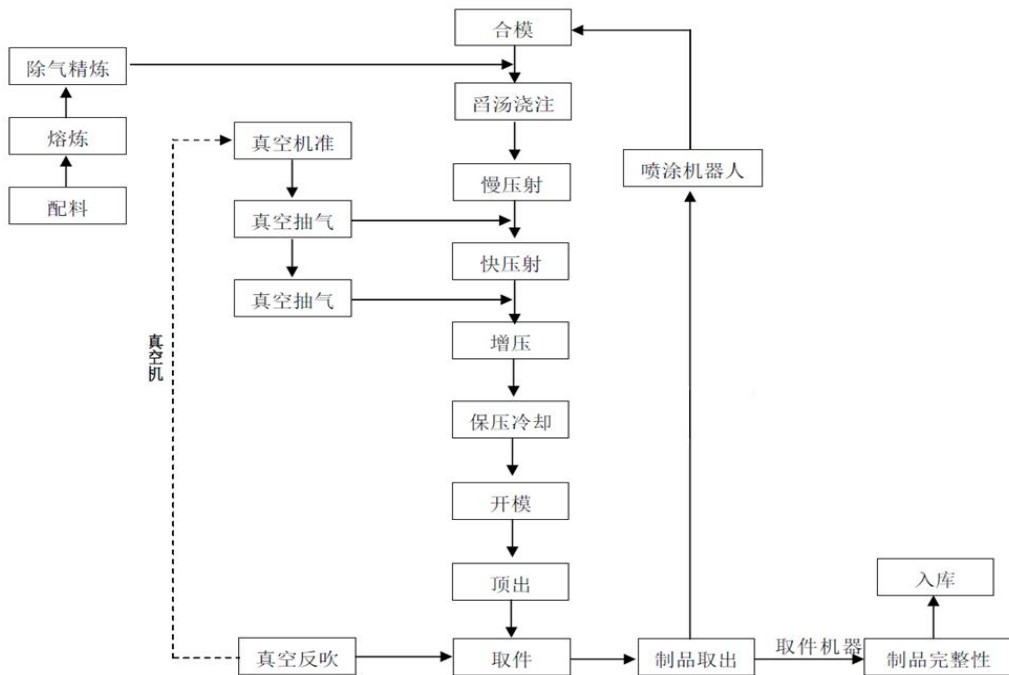 合模
除气精炼
舀汤浇注
熔炼
真空机准
喷涂机器人
慢压射
配料
真空抽气
快压射
真空抽气
增压
真空机
保压冷却
开模
顶出
入库
真空反吹
取件
制品取出
取件机器
制品完整性